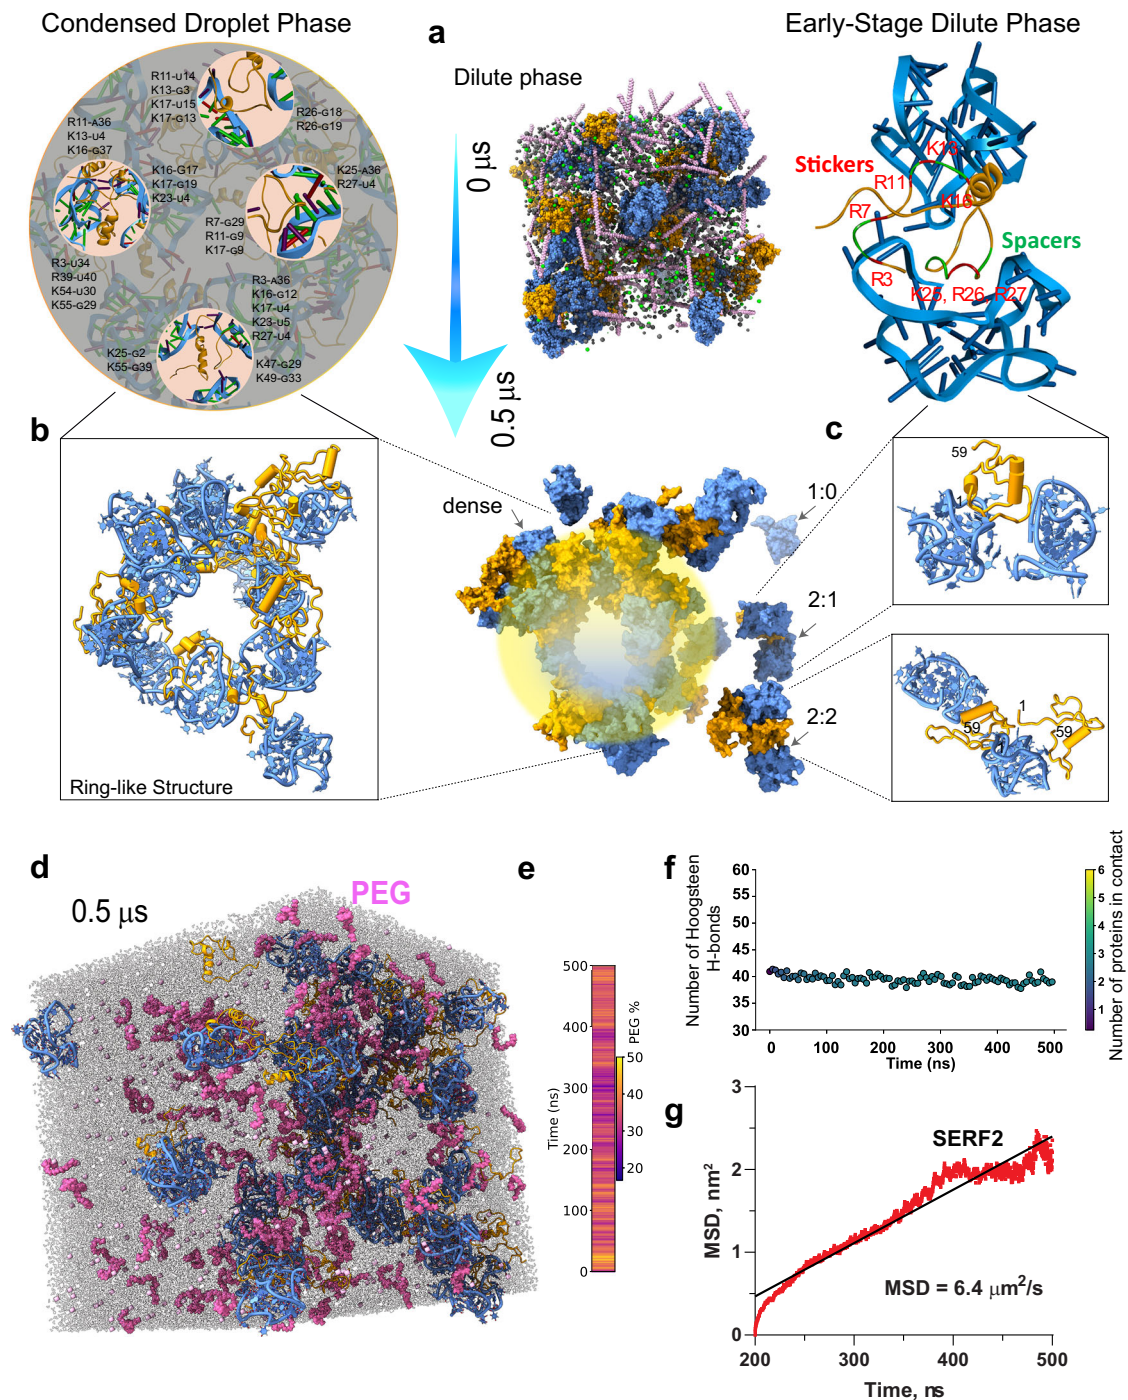 Condensed Droplet Phase
a
Early-Stage Dilute Phase
Dilute phase
0 µs
0.5 µs
R11-U14
K13-G3
K17-U15
K17-G13
R26-G18
R26-G19
R11-A36
K13-U4
K16-G37
K16-G17
K17-G19
K23-U4
K25-A36
R27-U4
R7-G29
R11-G9
K17-G9
R3-U34
R39-U40
K54-U30
K55-G29
R3-A36
K16-G12
K17-U4
K23-U5
R27-U4
K25-G2
K55-G39
K47-G29
K49-G33
Stickers
K13
R11
K16
R7
Spacers
R3
K25, R26, R27
b
Ring-like Structure
dense
1:0
2:1
2:2
c
59
1
1
59
59
1
d
0.5 µs
PEG
e
500
400
300
200
100
0
Time (ns)
PEG %
50
40
30
20
f
Number of Hoogsteen
H-bonds
60
55
50
45
40
35
30
0
100
200
300
400
500
Time (ns)
Number of proteins in contact
6
5
4
3
2
1
g
MSD, nm²
3
2
1
0
SERF2
MSD = 6.4 µm²/s
200
300
400
500
Time, ns